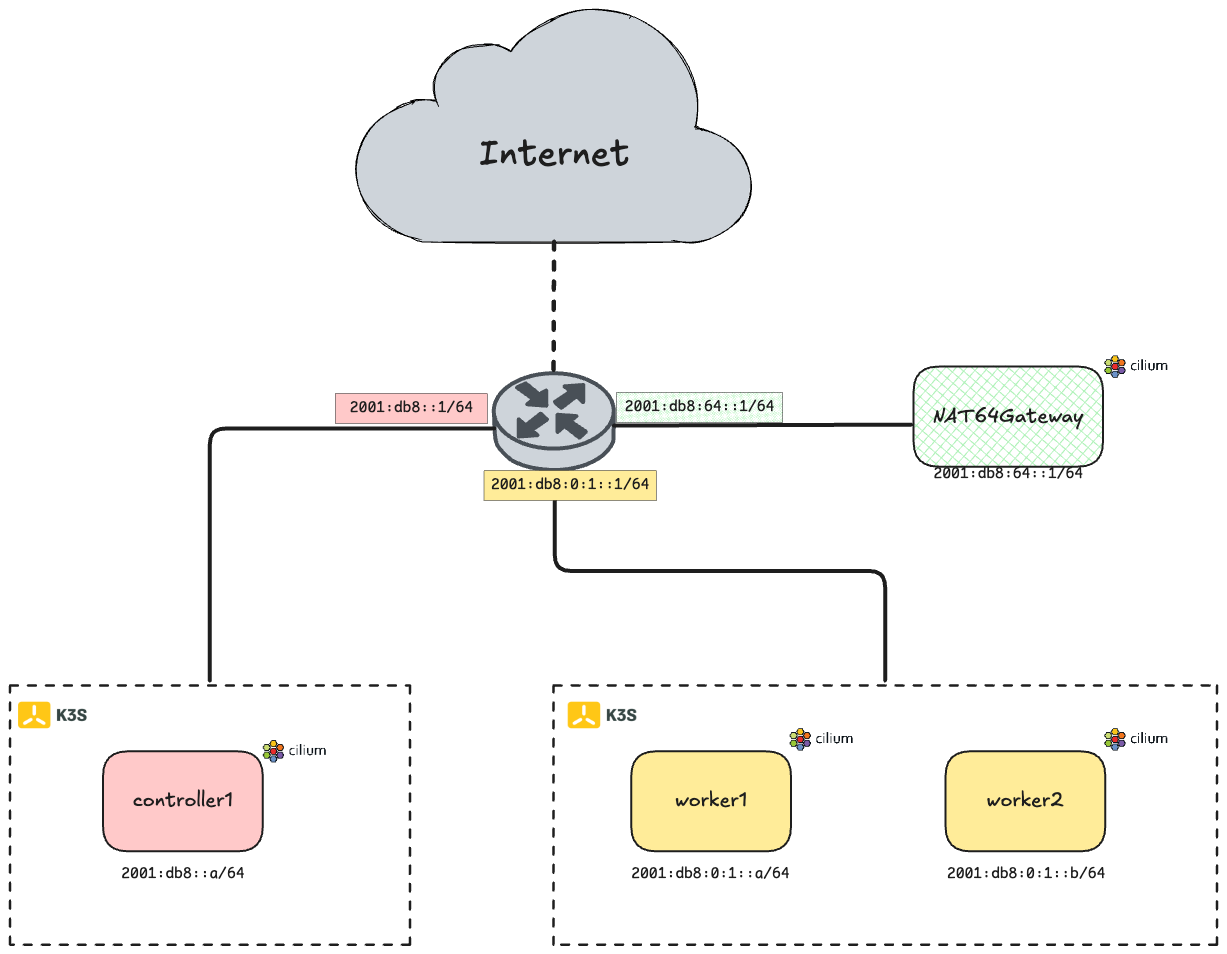 Internet
cilium
2001:db8::1/64
2001:db8:64::1/64
NAT64Gateway
2001:db8:64::1/64
2001:db8:0:1::1/64
K3S
cilium
controller1
2001:db8::a/64
K3S
cilium
worker1
2001:db8:0:1::a/64
cilium
worker2
2001:db8:0:1::b/64